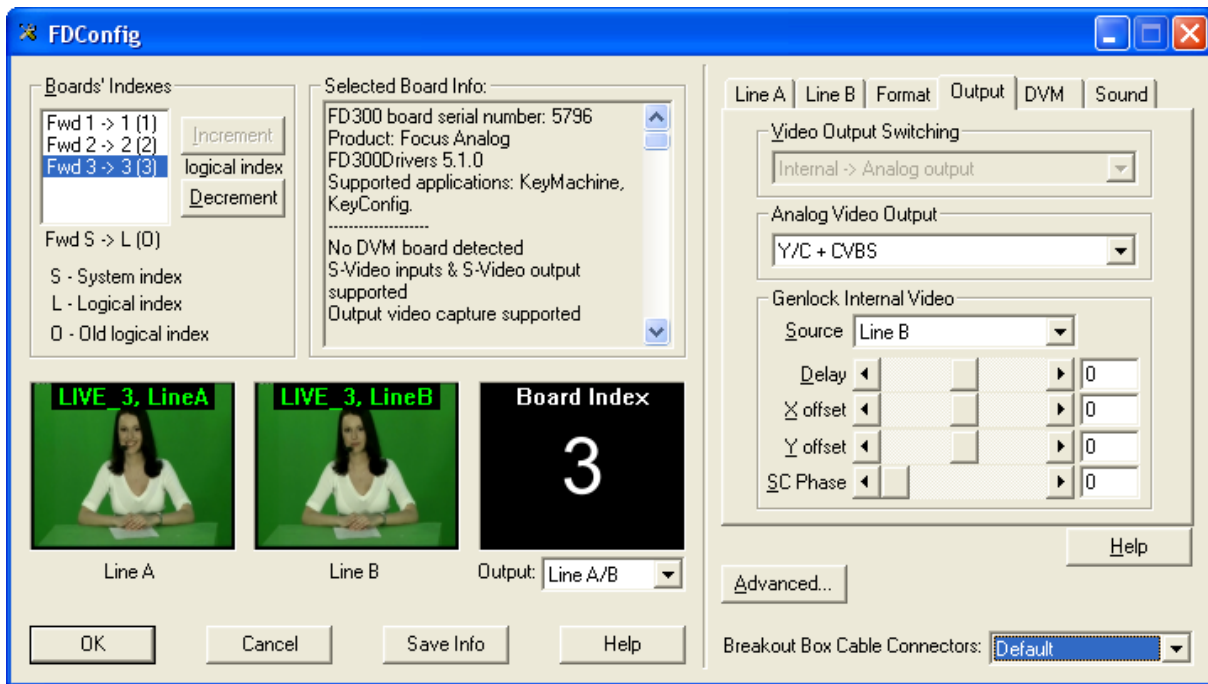 FDConfig
Boards' Indexes
Fwd 1 -> 1 (1)
Fwd 2 -> 2 (2)
Fwd 3 -> 3 (3)
Increment
logical index
Decrement
Fwd S -> L (O)
S - System index
L - Logical index
O - Old logical index
Selected Board Info:
FD300 board serial number: 5796
Product: Focus Analog
FD300Drivers 5.1.0
Supported applications: KeyMachine,
KeyConfig.
--------------------
No DVM board detected
S-Video inputs & S-Video output
supported
Output video capture supported
LIVE_3, LineA
LIVE_3, LineB
Board Index
3
Line A
Line B
Output: Line A/B
OK
Cancel
Save Info
Help
Line A
Line B
Format
Output
DVM
Sound
Video Output Switching
Internal -> Analog output
Analog Video Output
Y/C + CVBS
Genlock Internal Video
Source Line B
Delay 0
X offset 0
Y offset 0
SC Phase 0
Help
Advanced...
Breakout Box Cable Connectors: Default